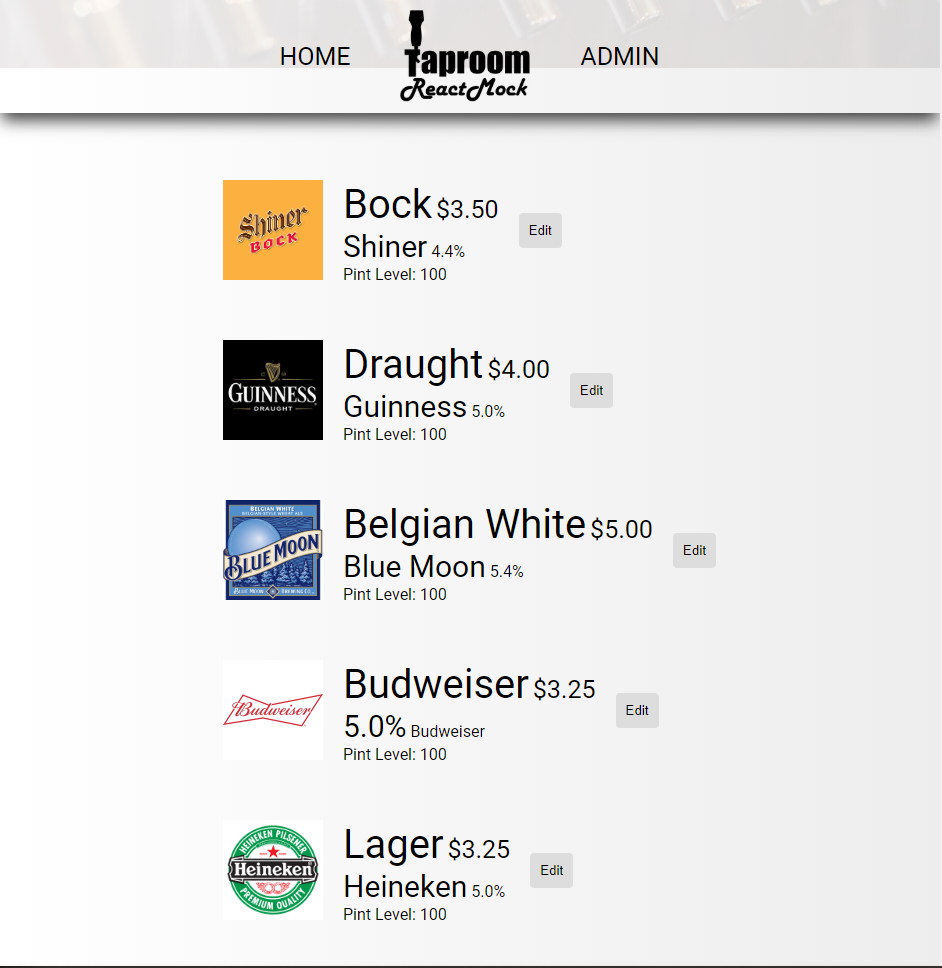 HOME
Taproom
ReactMock
ADMIN
Shiner
BOCK
Bock $3.50
Shiner 4.4%
Pint Level: 100
Edit
GUINNESS
DRAUGHT
Draught $4.00
Guinness 5.0%
Pint Level: 100
Edit
BELGIAN WHITE
BELGIAN-STYLE WHEAT ALE
BLUE MOON
BLUE MOON BREWING CO.
Belgian White $5.00
Blue Moon 5.4%
Pint Level: 100
Edit
Budweiser
Budweiser $3.25
5.0% Budweiser
Pint Level: 100
Edit
HEINEKEN PILSENER
Heineken
PREMIUM QUALITY
Lager $3.25
Heineken 5.0%
Pint Level: 100
Edit